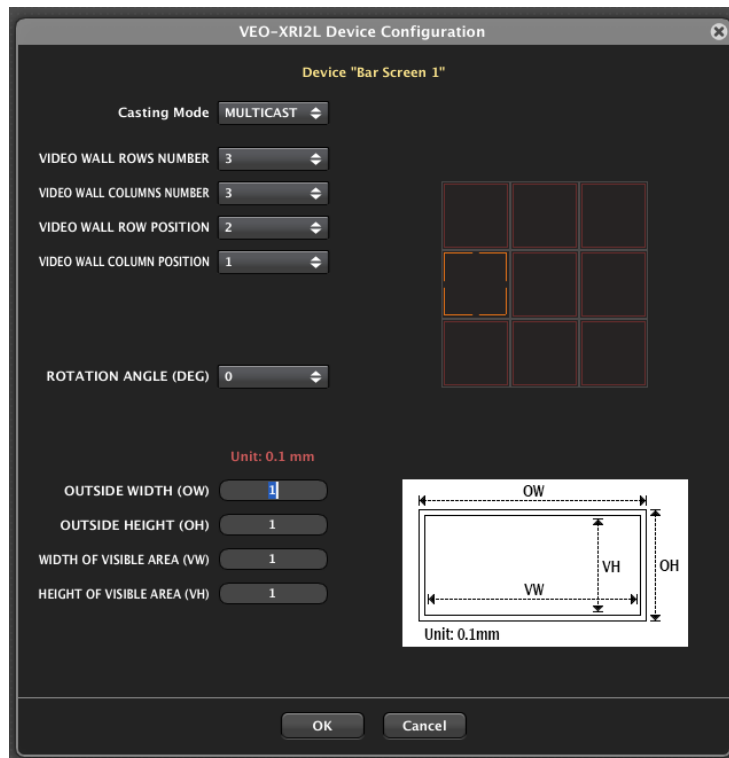 VEO-XRI2L Device Configuration
Device "Bar Screen 1"
Casting Mode MULTICAST
VIDEO WALL ROWS NUMBER 3
VIDEO WALL COLUMNS NUMBER 3
VIDEO WALL ROW POSITION 2
VIDEO WALL COLUMN POSITION 1
ROTATION ANGLE (DEG) 0
Unit: 0.1 mm
OUTSIDE WIDTH (OW) 1
OUTSIDE HEIGHT (OH) 1
WIDTH OF VISIBLE AREA (VW) 1
HEIGHT OF VISIBLE AREA (VH) 1
OW
VH OH
VW
Unit: 0.1mm
OK Cancel